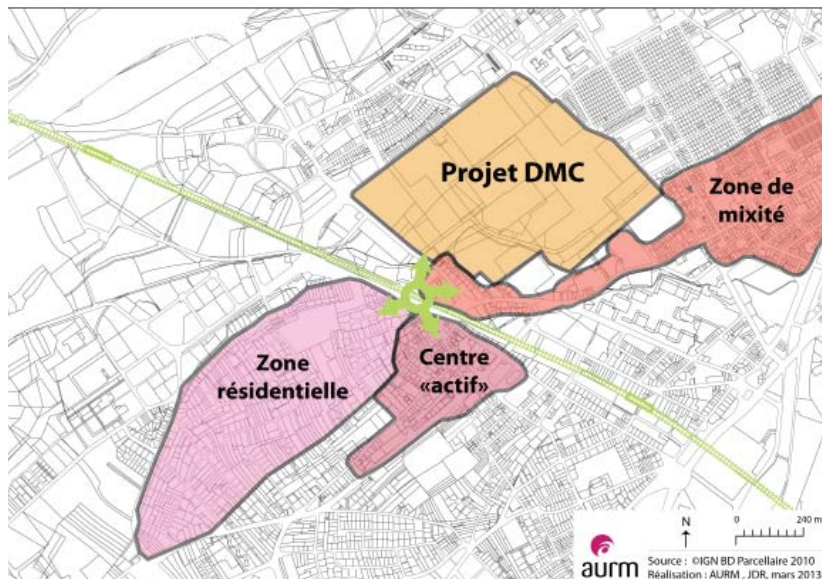 Projet DMC
Zone de
mixité
Zone
résidentielle
Centre
«actif»
N
0 240 m
aurm
Source : ©IGN BD Parcellaire 2010
Réalisation : AURM , JDR, mars 2013